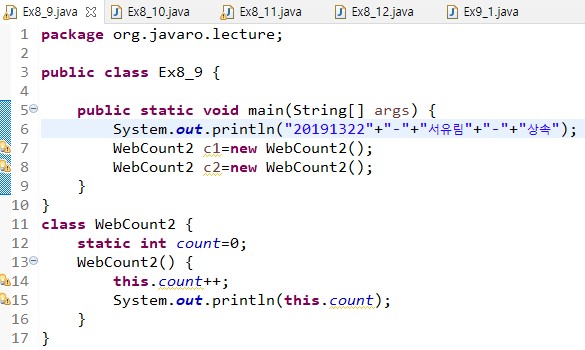 Ex8_9.java Ex8_10.java Ex8_11.java Ex8_12.java Ex9_1.java
1 package org.javaro.lecture;
2
3 public class Ex8_9 {
4
5 public static void main(String[] args) {
6 System.out.println("20191322"+"-"+"서유림"+"-"+"상속");
7 WebCount2 c1=new WebCount2();
8 WebCount2 c2=new WebCount2();
9 }
10 }
11 class WebCount2 {
12 static int count=0;
13 WebCount2() {
14 this.count++;
15 System.out.println(this.count);
16 }
17 }